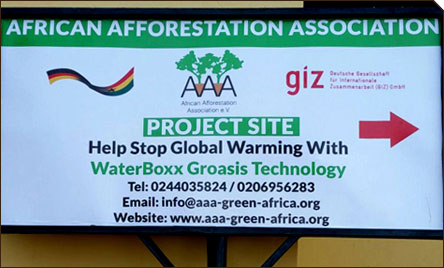 AFRICAN AFFORESTATION ASSOCIATION
AAA
African Afforestation
Association e.V
giz
Deutsche Gesellschaft
für Internationale
Zusammenarbeit (GIZ) GmbH
PROJECT SITE
Help Stop Global Warming With
WaterBoxx Groasis Technology
Tel: 0244035824 / 0206956283
Email: info@aaa-green-africa.org
Website: www.aaa-green-africa.org